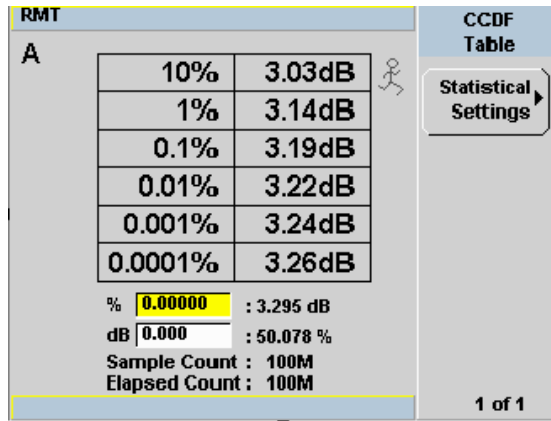 RMT
CCDF
Table
A
Statistical
Settings
10% 3.03dB
1% 3.14dB
0.1% 3.19dB
0.01% 3.22dB
0.001% 3.24dB
0.0001% 3.26dB
% 0.00000 : 3.295 dB
dB 0.000 : 50.078 %
Sample Count : 100M
Elapsed Count : 100M
1 of 1